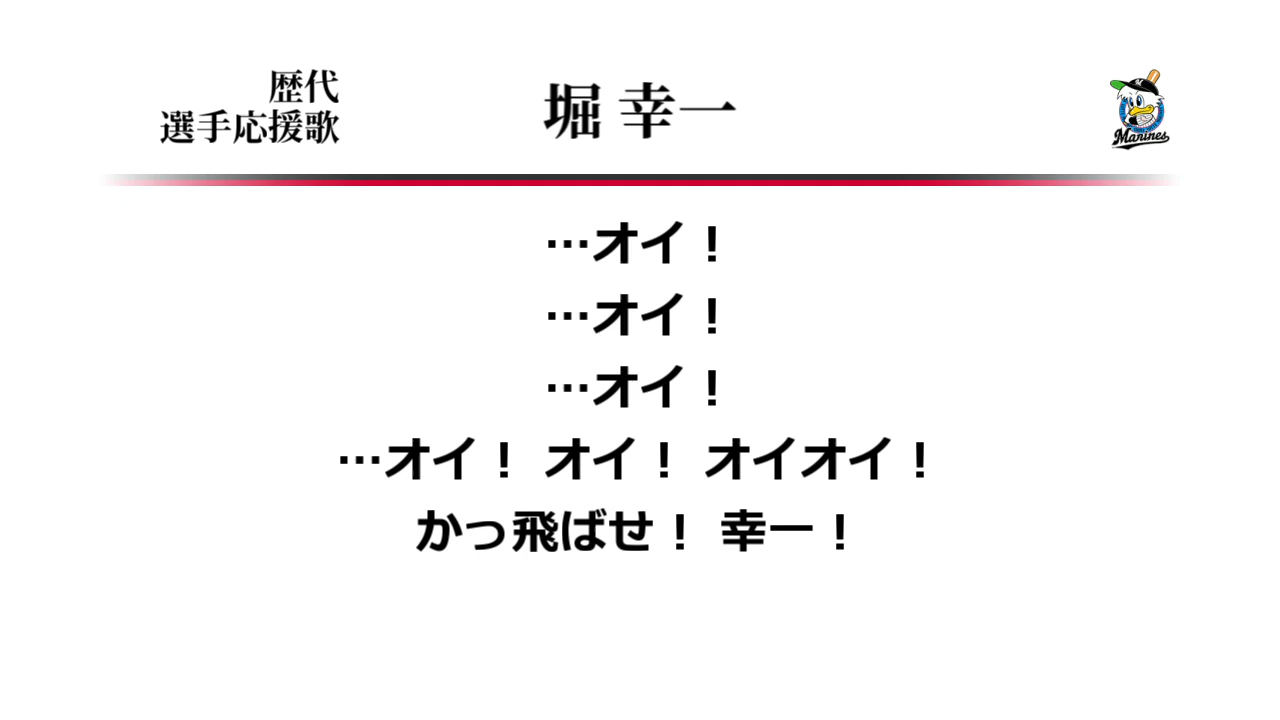 歴代
選手応援歌
堀 幸一
Marines
…オイ！
…オイ！
…オイ！
…オイ！ オイ！ オイオイ！
かっ飛ばせ！ 幸一！